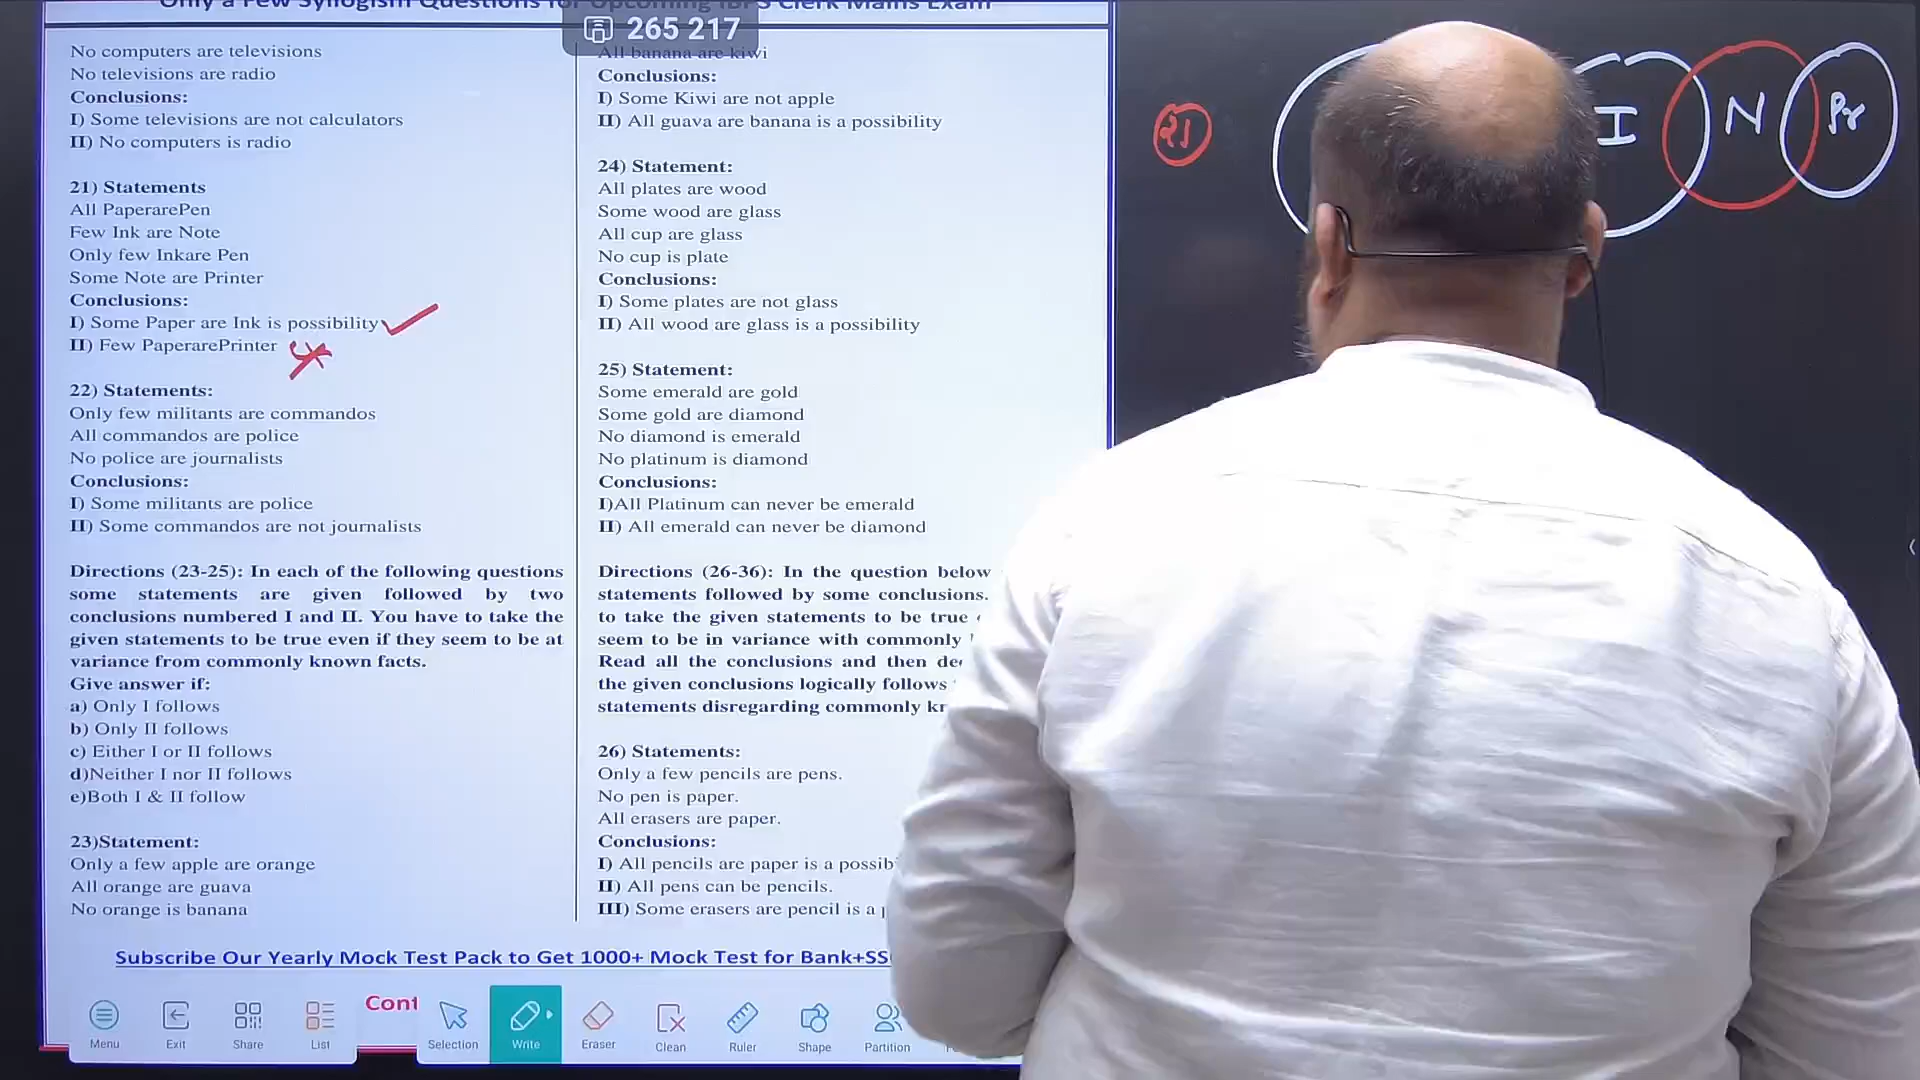 Only a Few Syllogism Questions for Upcoming IBPS Clerk Mains Exam
265 217
No computers are televisions
No televisions are radio
Conclusions:
I) Some televisions are not calculators
II) No computers is radio
21) Statements
All PaperarePen
Few Ink are Note
Only few Inkare Pen
Some Note are Printer
Conclusions:
I) Some Paper are Ink is possibility
II) Few PaperarePrinter
22) Statements:
Only few militants are commandos
All commandos are police
No police are journalists
Conclusions:
I) Some militants are police
II) Some commandos are not journalists
Directions (23-25): In each of the following questions
some statements are given followed by two
conclusions numbered I and II. You have to take the
given statements to be true even if they seem to be at
variance from commonly known facts.
Give answer if:
a) Only I follows
b) Only II follows
c) Either I or II follows
d)Neither I nor II follows
e)Both I & II follow
23)Statement:
Only a few apple are orange
All orange are guava
No orange is banana
All banana are kiwi
Conclusions:
I) Some Kiwi are not apple
II) All guava are banana is a possibility
24) Statement:
All plates are wood
Some wood are glass
All cup are glass
No cup is plate
Conclusions:
I) Some plates are not glass
II) All wood are glass is a possibility
25) Statement:
Some emerald are gold
Some gold are diamond
No diamond is emerald
No platinum is diamond
Conclusions:
I)All Platinum can never be emerald
II) All emerald can never be diamond
Directions (26-36): In the question below
statements followed by some conclusions.
to take the given statements to be true
seem to be in variance with commonly
Read all the conclusions and then
the given conclusions logically follows
statements disregarding commonly
26) Statements:
Only a few pencils are pens.
No pen is paper.
All erasers are paper.
Conclusions:
I) All pencils are paper is a possib
II) All pens can be pencils.
III) Some erasers are pencil is a
Subscribe Our Yearly Mock Test Pack to Get 1000+ Mock Test for Bank+SS
Cont
Menu Exit Share List Selection Write Eraser Clean Ruler Shape Partition
21 I N Pr